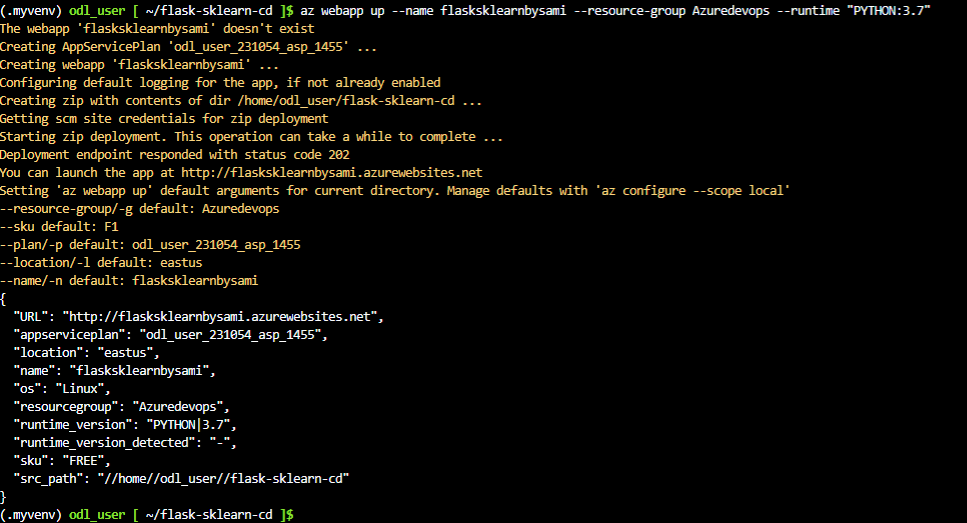 (.myvenv) odl_user [ ~/flask-sklearn-cd ]$ az webapp up --name flasksklearnbysami --resource-group Azuredevops --runtime "PYTHON:3.7"
The webapp 'flasksklearnbysami' doesn't exist
Creating AppServicePlan 'odl_user_231054_asp_1455' ...
Creating webapp 'flasksklearnbysami' ...
Configuring default logging for the app, if not already enabled
Creating zip with contents of dir /home/odl_user/flask-sklearn-cd ...
Getting scm site credentials for zip deployment
Starting zip deployment. This operation can take a while to complete ...
Deployment endpoint responded with status code 202
You can launch the app at http://flasksklearnbysami.azurewebsites.net
Setting 'az webapp up' default arguments for current directory. Manage defaults with 'az configure --scope local'
--resource-group/-g default: Azuredevops
--sku default: F1
--plan/-p default: odl_user_231054_asp_1455
--location/-l default: eastus
--name/-n default: flasksklearnbysami
{
  "URL": "http://flasksklearnbysami.azurewebsites.net",
  "appserviceplan": "odl_user_231054_asp_1455",
  "location": "eastus",
  "name": "flasksklearnbysami",
  "os": "Linux",
  "resourcegroup": "Azuredevops",
  "runtime_version": "PYTHON|3.7",
  "runtime_version_detected": "-",
  "sku": "FREE",
  "src_path": "//home//odl_user//flask-sklearn-cd"
}
(.myvenv) odl_user [ ~/flask-sklearn-cd ]$